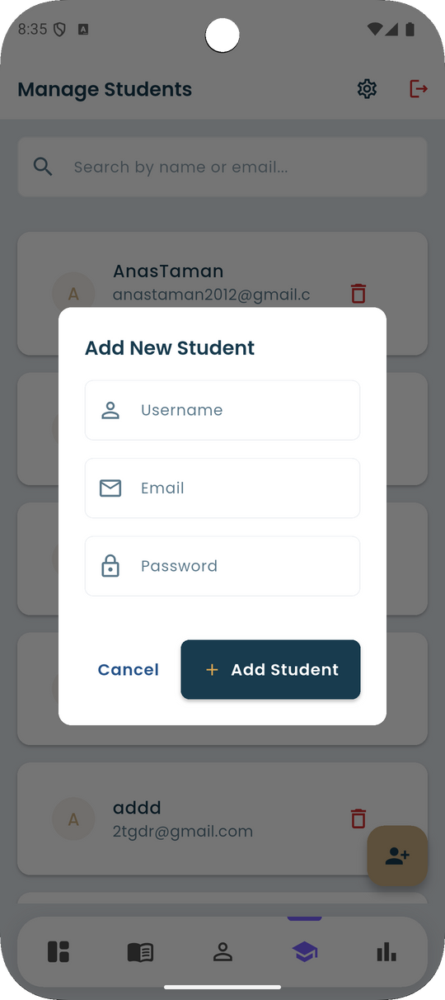 8:35 A
Manage Students
Search by name or email...
AnasTaman
A
anastaman2012@gmail.c
Add New Student
Username
Email
Password
Cancel
+ Add Student
addd
A
2tgdr@gmail.com